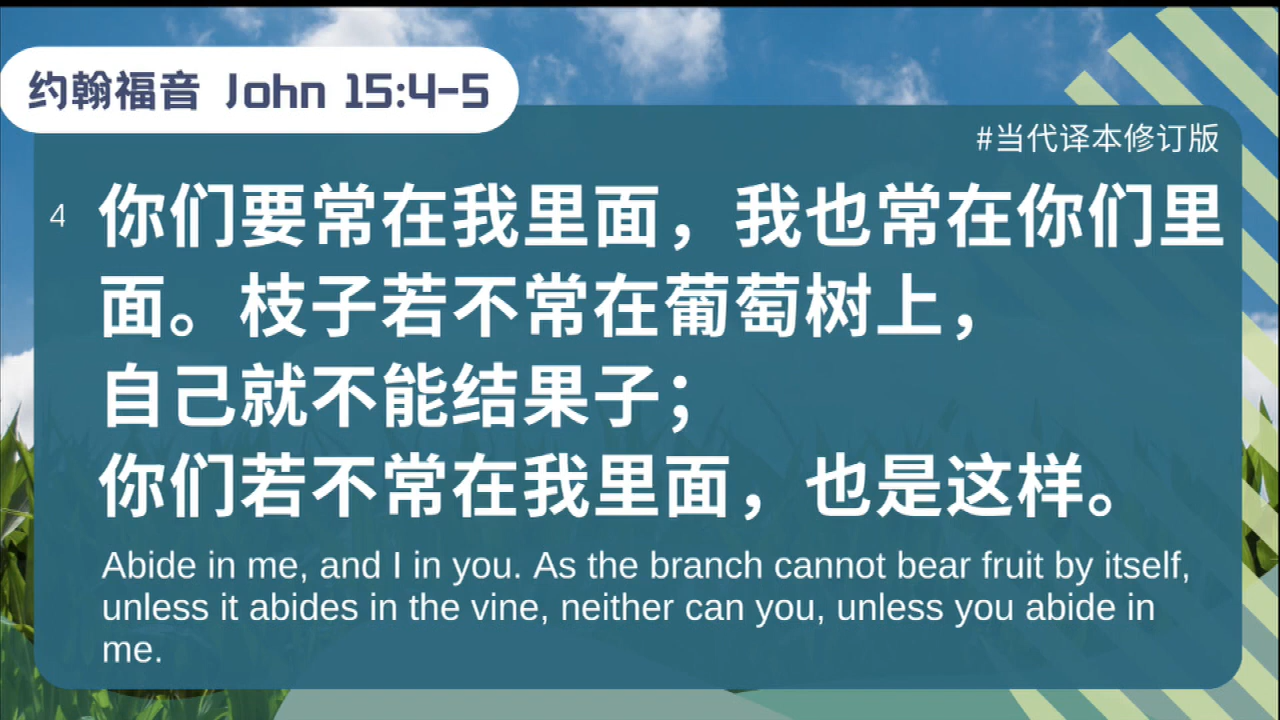 约翰福音 John 15:4-5
#当代译本修订版
4 你们要常在我里面，我也常在你们里
面。枝子若不常在葡萄树上，
自己就不能结果子；
你们若不常在我里面，也是这样。
Abide in me, and I in you. As the branch cannot bear fruit by itself,
unless it abides in the vine, neither can you, unless you abide in
me.